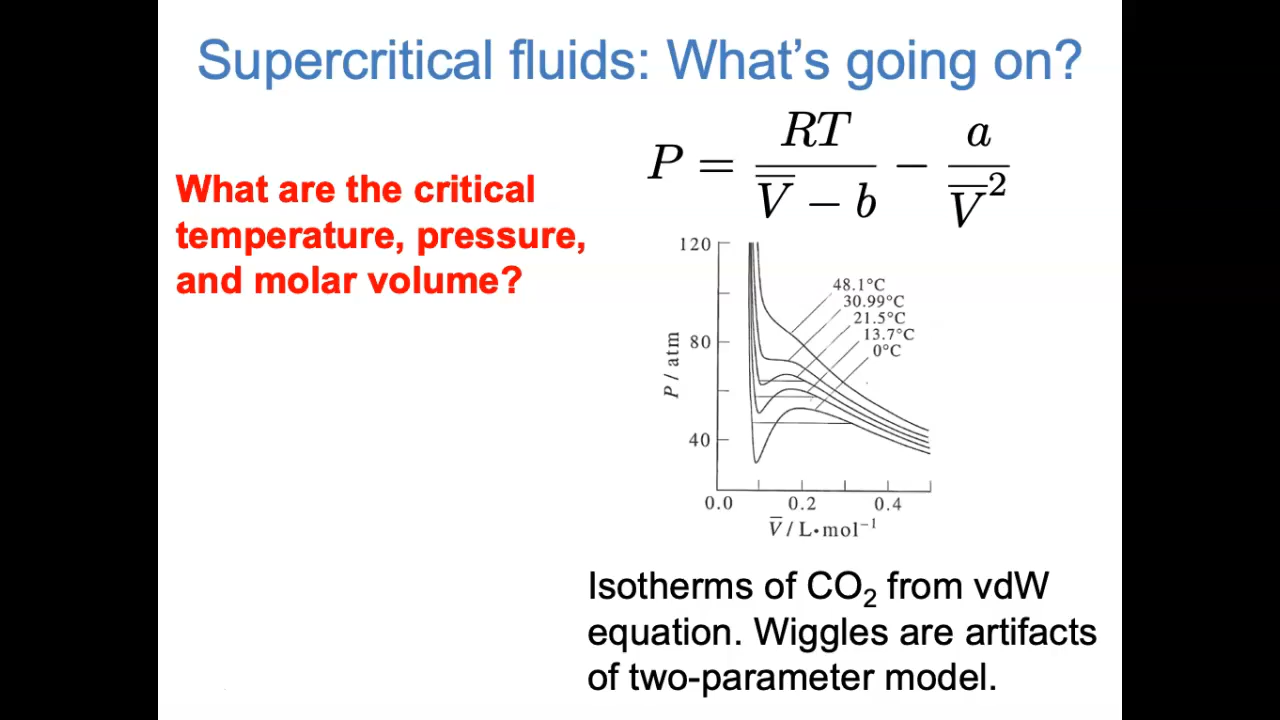 Supercritical fluids: What's going on?
What are the critical
temperature, pressure,
and molar volume?
P = RT / (V̅ − b) − a / V̅²
120
80
40
P / atm
48.1°C
30.99°C
21.5°C
13.7°C
0°C
0.0 0.2 0.4
V̅ / L•mol⁻¹
Isotherms of CO₂ from vdW
equation. Wiggles are artifacts
of two-parameter model.